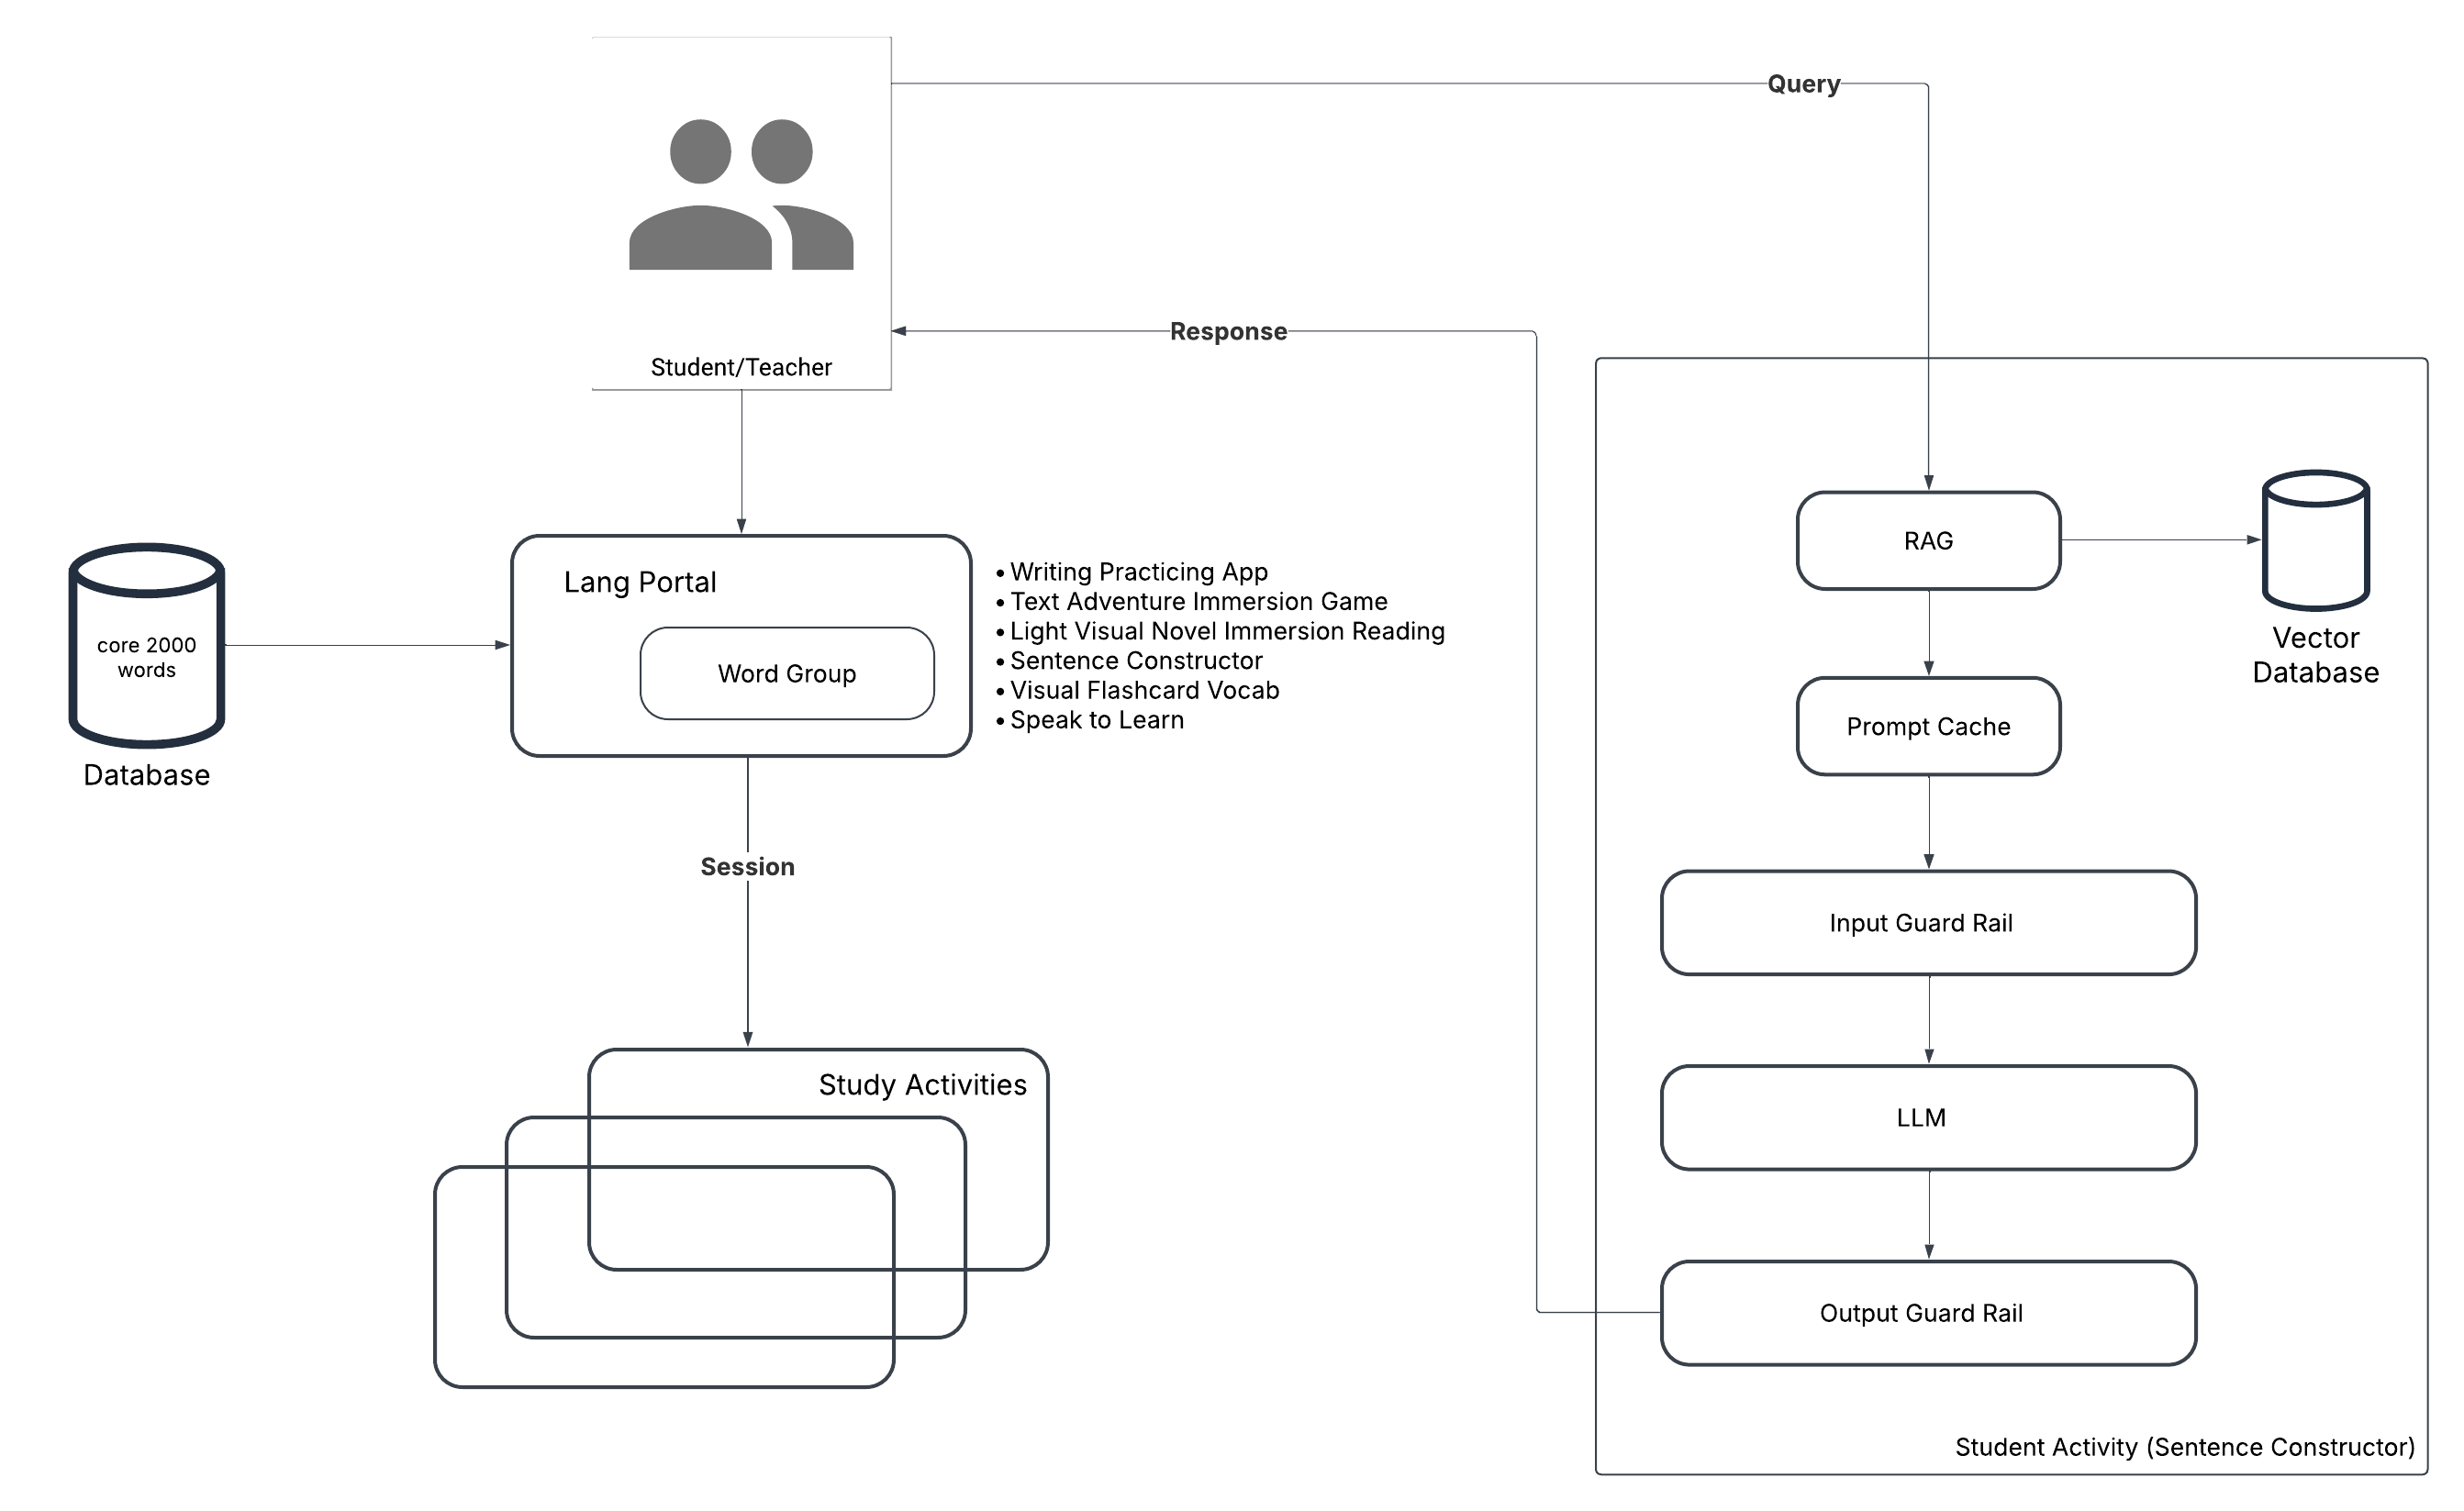 Query
Response
Student/Teacher
core 2000
words
Database
Lang Portal
Word Group
• Writing Practicing App
• Text Adventure Immersion Game
• Light Visual Novel Immersion Reading
• Sentence Constructor
• Visual Flashcard Vocab
• Speak to Learn
Session
Study Activities
RAG
Vector
Database
Prompt Cache
Input Guard Rail
LLM
Output Guard Rail
Student Activity (Sentence Constructor)